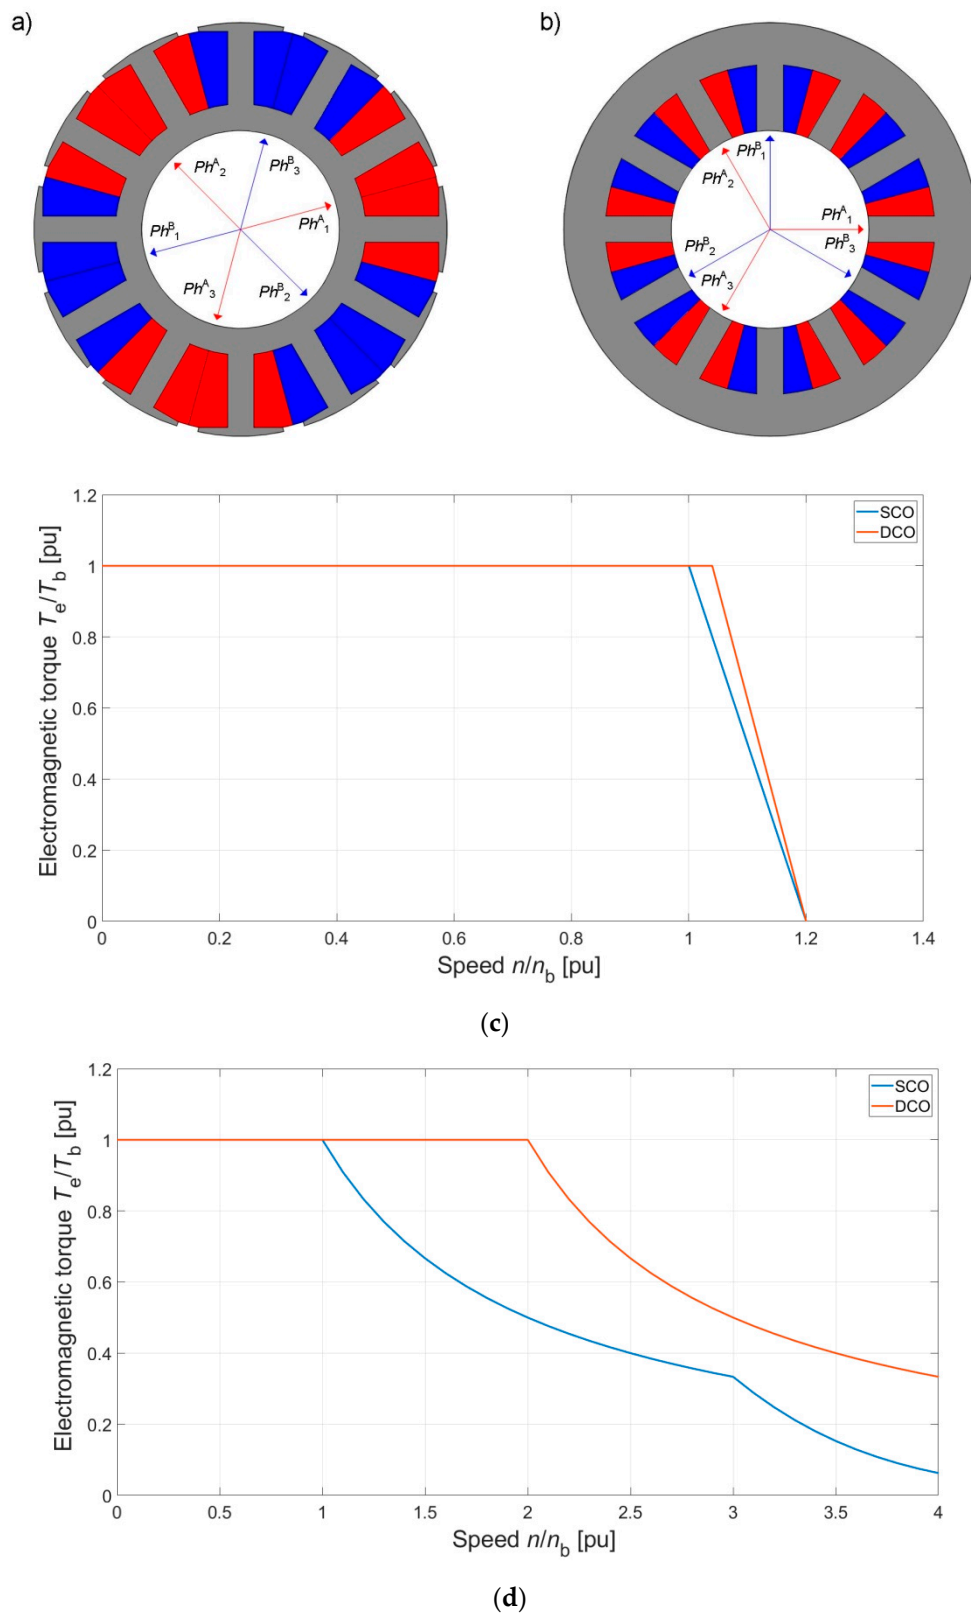 a)
b)
Ph^A_2
Ph^B_3
Ph^A_1
Ph^B_1
Ph^A_3
Ph^B_2
Ph^B_1
Ph^A_2
Ph^A_1
Ph^B_2
Ph^B_3
Ph^A_3
1.2
1
0.8
0.6
0.4
0.2
0
Electromagnetic torque T_e/T_b [pu]
SCO
DCO
0 0.2 0.4 0.6 0.8 1 1.2 1.4
Speed n/n_b [pu]
(c)
1.2
1
0.8
0.6
0.4
0.2
0
Electromagnetic torque T_e/T_b [pu]
SCO
DCO
0 0.5 1 1.5 2 2.5 3 3.5 4
Speed n/n_b [pu]
(d)